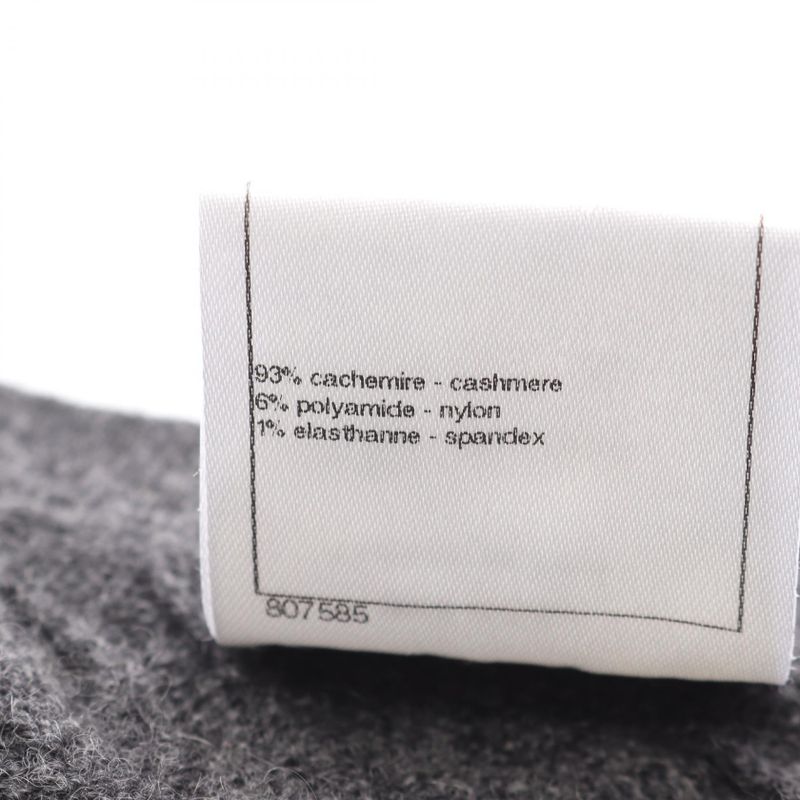 93% cachemire - cashmere
6% polyamide - nylon
1% elasthanne - spandex
807585